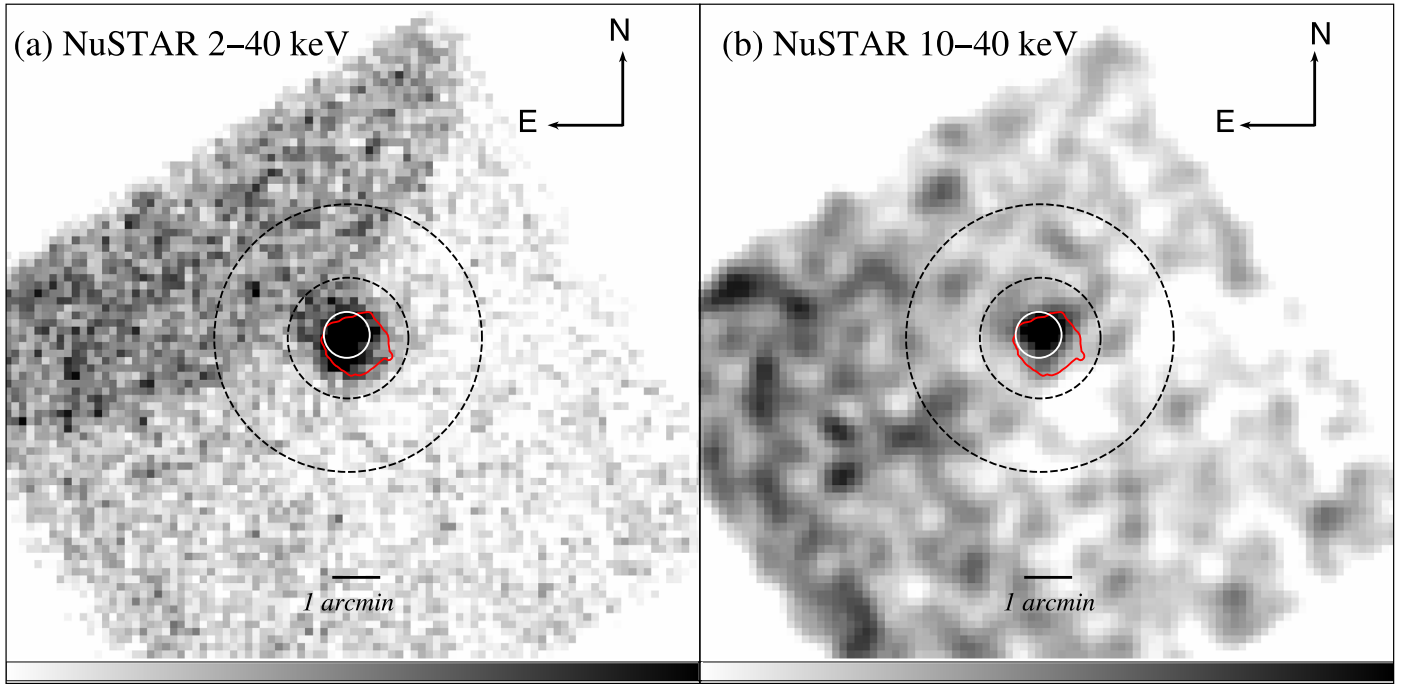 (a) NuSTAR 2–40 keV
N
E
1 arcmin
(b) NuSTAR 10–40 keV
N
E
1 arcmin